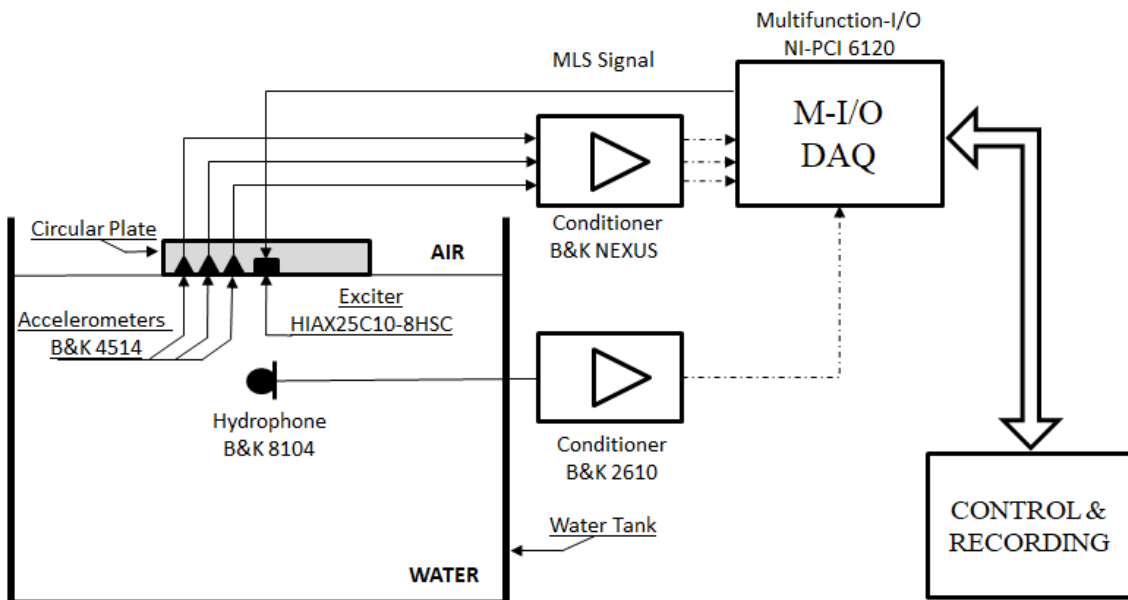 Multifunction-I/O
NI-PCI 6120
MLS Signal
M-I/O
DAQ
Conditioner
B&K NEXUS
Circular Plate
AIR
Accelerometers
B&K 4514
Exciter
HIAX25C10-8HSC
Hydrophone
B&K 8104
Conditioner
B&K 2610
Water Tank
WATER
CONTROL &
RECORDING